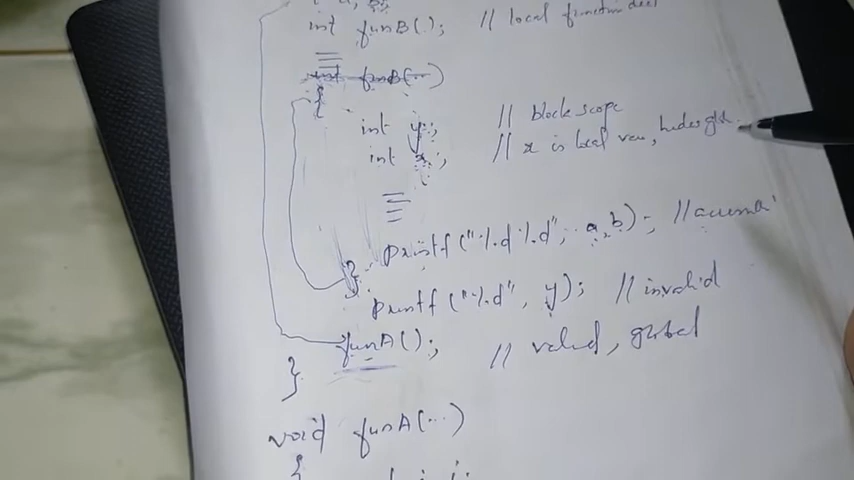 int funB(.); // local function decl
int funB(...)
{
int y; // block scope
int x; // x is local var, hides glb.
printf("%d%d", a,b); //
}
printf("%d", y); // invalid
funA(); // valid, global
}
void funA(...)
{